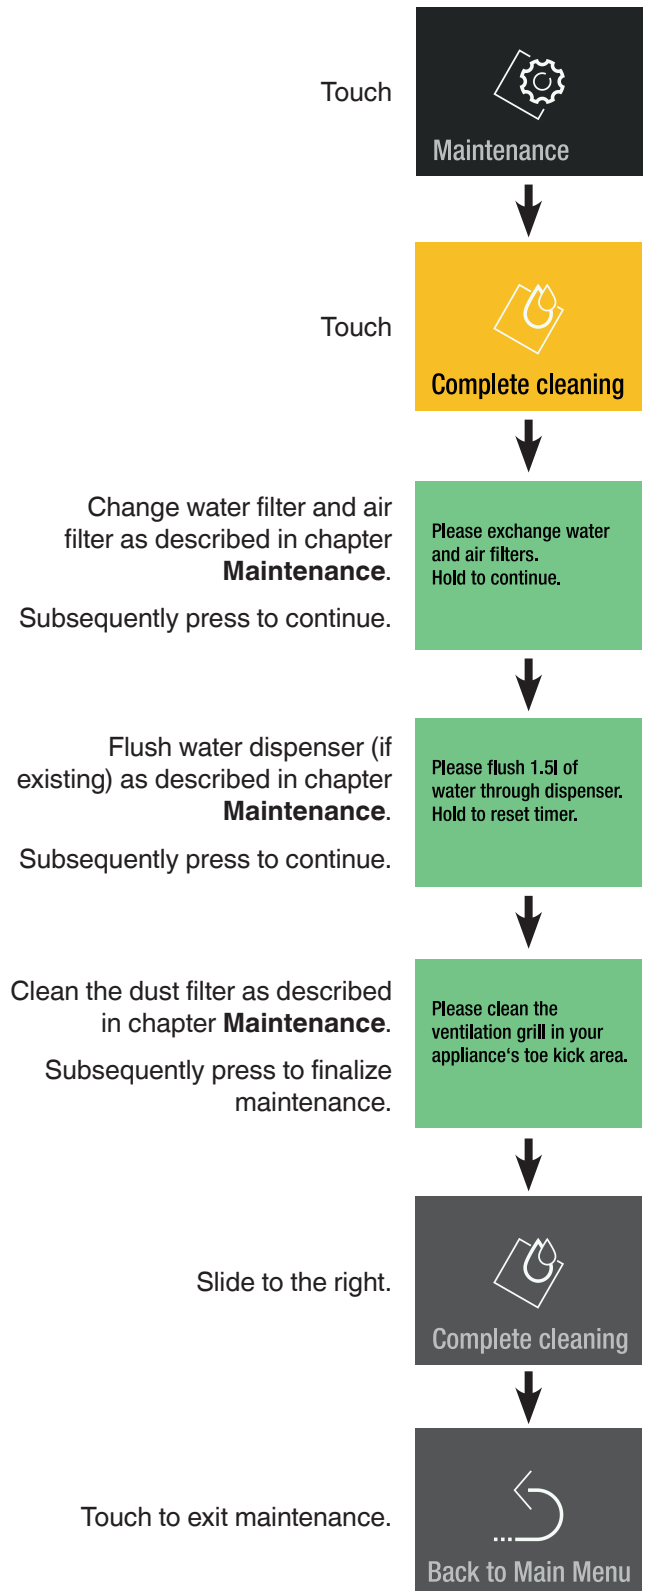 Touch
Maintenance
Touch
Complete cleaning
Change water filter and air
filter as described in chapter
Maintenance.
Subsequently press to continue.
Please exchange water
and air filters.
Hold to continue.
Flush water dispenser (if
existing) as described in chapter
Maintenance.
Subsequently press to continue.
Please flush 1.5l of
water through dispenser.
Hold to reset timer.
Clean the dust filter as described
in chapter Maintenance.
Subsequently press to finalize
maintenance.
Please clean the
ventilation grill in your
appliance‘s toe kick area.
Slide to the right.
Complete cleaning
Touch to exit maintenance.
Back to Main Menu